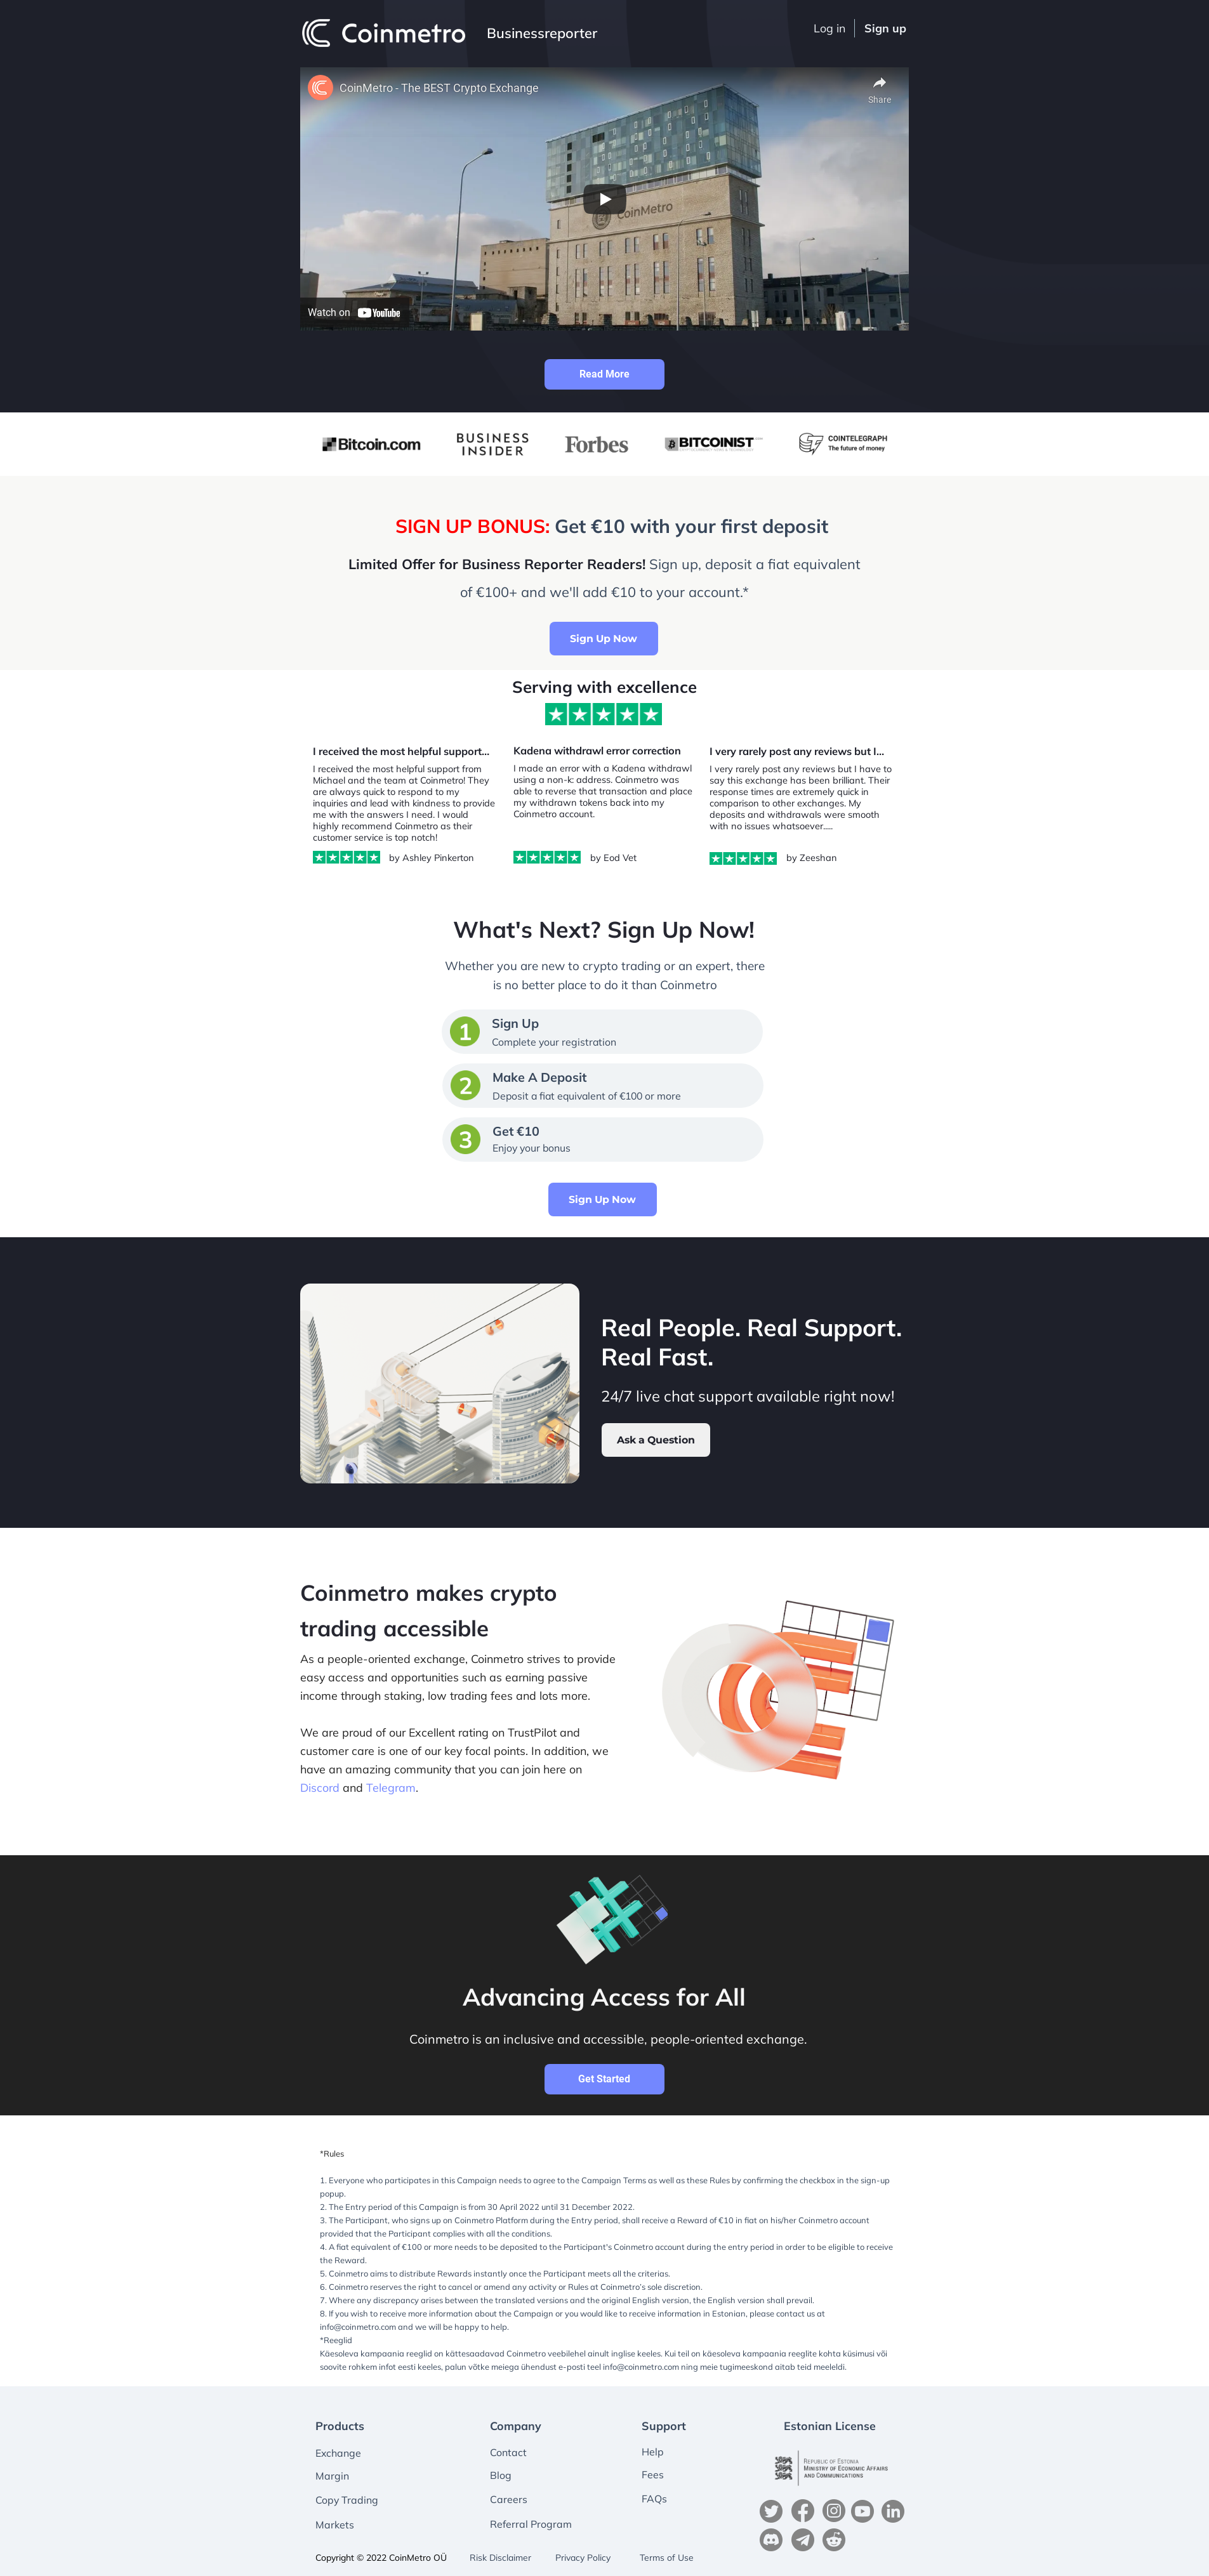 Coinmetro
Businessreporter
Log in
Sign up
CoinMetro - The BEST Crypto Exchange
Share
CoinMetro
Watch on YouTube
Read More
Bitcoin.com
BUSINESS
INSIDER
Forbes
BITCOINIST
COINTELEGRAPH
The future of money
SIGN UP BONUS: Get €10 with your first deposit
Limited Offer for Business Reporter Readers! Sign up, deposit a fiat equivalent
of €100+ and we'll add €10 to your account.*
Sign Up Now
Serving with excellence
I received the most helpful support...
I received the most helpful support from
Michael and the team at Coinmetro! They
are always quick to respond to my
inquiries and lead with kindness to provide
me with the answers I need. I would
highly recommend Coinmetro as their
customer service is top notch!
by Ashley Pinkerton
Kadena withdrawl error correction
I made an error with a Kadena withdrawl
using a non-k: address. Coinmetro was
able to reverse that transaction and place
my withdrawn tokens back into my
Coinmetro account.
by Eod Vet
I very rarely post any reviews but I...
I very rarely post any reviews but I have to
say this exchange has been brilliant. Their
response times are extremely quick in
comparison to other exchanges. My
deposits and withdrawals were smooth
with no issues whatsoever.....
by Zeeshan
What's Next? Sign Up Now!
Whether you are new to crypto trading or an expert, there
is no better place to do it than Coinmetro
1
Sign Up
Complete your registration
2
Make A Deposit
Deposit a fiat equivalent of €100 or more
3
Get €10
Enjoy your bonus
Sign Up Now
Real People. Real Support.
Real Fast.
24/7 live chat support available right now!
Ask a Question
Coinmetro makes crypto
trading accessible
As a people-oriented exchange, Coinmetro strives to provide
easy access and opportunities such as earning passive
income through staking, low trading fees and lots more.
We are proud of our Excellent rating on TrustPilot and
customer care is one of our key focal points. In addition, we
have an amazing community that you can join here on
Discord and Telegram.
Advancing Access for All
Coinmetro is an inclusive and accessible, people-oriented exchange.
Get Started
*Rules
1. Everyone who participates in this Campaign needs to agree to the Campaign Terms as well as these Rules by confirming the checkbox in the sign-up
popup.
2. The Entry period of this Campaign is from 30 April 2022 until 31 December 2022.
3. The Participant, who signs up on Coinmetro Platform during the Entry period, shall receive a Reward of €10 in fiat on his/her Coinmetro account
provided that the Participant complies with all the conditions.
4. A fiat equivalent of €100 or more needs to be deposited to the Participant's Coinmetro account during the entry period in order to be eligible to receive
the Reward.
5. Coinmetro aims to distribute Rewards instantly once the Participant meets all the criterias.
6. Coinmetro reserves the right to cancel or amend any activity or Rules at Coinmetro's sole discretion.
7. Where any discrepancy arises between the translated versions and the original English version, the English version shall prevail.
8. If you wish to receive more information about the Campaign or you would like to receive information in Estonian, please contact us at
info@coinmetro.com and we will be happy to help.
*Reeglid
Käesoleva kampaania reeglid on kättesaadavad Coinmetro veebilehel ainult inglise keeles. Kui teil on käesoleva kampaania reeglite kohta küsimusi või
soovite rohkem infot eesti keeles, palun võtke meiega ühendust e-posti teel info@coinmetro.com ning meie tugimeeskond aitab teid meeleldi.
Products
Exchange
Margin
Copy Trading
Markets
Company
Contact
Blog
Careers
Referral Program
Support
Help
Fees
FAQs
Estonian License
REPUBLIC OF ESTONIA
MINISTRY OF ECONOMIC AFFAIRS
AND COMMUNICATIONS
Copyright © 2022 CoinMetro OÜ
Risk Disclaimer
Privacy Policy
Terms of Use